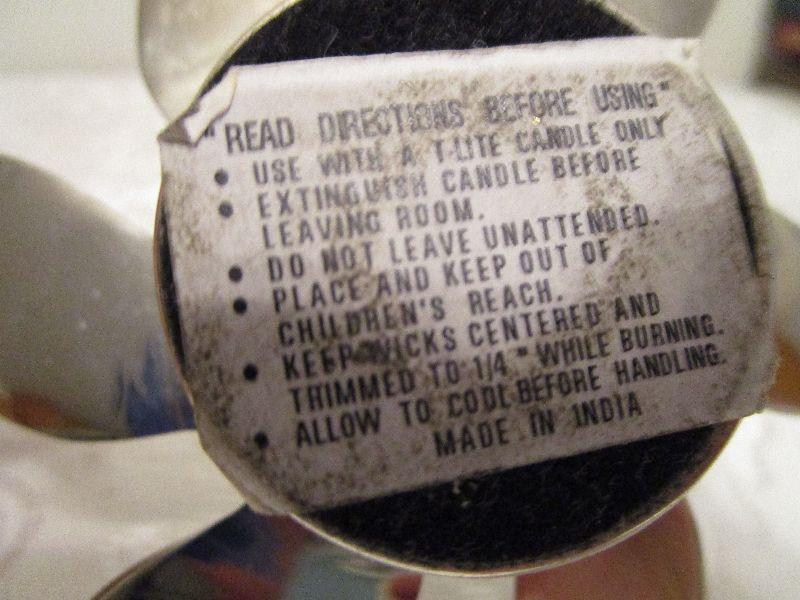 "READ DIRECTIONS BEFORE USING"
• USE WITH A T-LITE CANDLE ONLY
• EXTINGUISH CANDLE BEFORE
LEAVING ROOM.
• DO NOT LEAVE UNATTENDED.
• PLACE AND KEEP OUT OF
CHILDREN'S REACH.
• KEEP WICKS CENTERED AND
TRIMMED TO 1/4 " WHILE BURNING.
• ALLOW TO COOL BEFORE HANDLING.
MADE IN INDIA